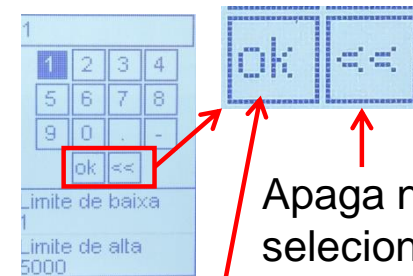 1
1 2 3 4
5 6 7 8
9 0 . -
ok <<
Limite de baixa
1
Limite de alta
5000
ok <<
Apaga
selecion